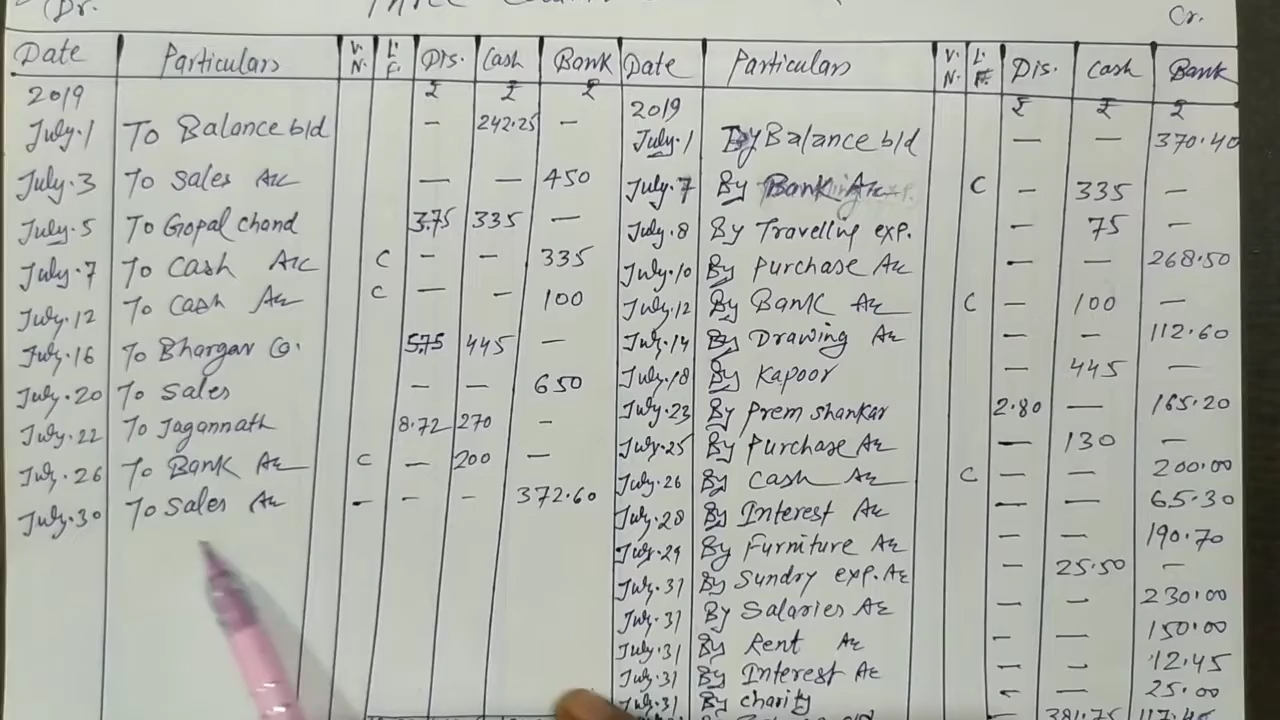 Dr. Cr.
Date Particulars V. N. L. F. Dis. Cash Bank Date Particulars V. N. L. F. Dis. Cash Bank
2019 ₹ ₹ ₹ 2019 ₹ ₹ ₹
July.1 To Balance b/d — 242.25 — July.1 By Balance b/d — — 370.40
July.3 To Sales A/c — — 450 July.7 By Bank A/c C — 335 —
July.5 To Gopal chand 3.75 335 — July.8 By Travelling exp. — 75 —
July.7 To Cash A/c C — — 335 July.10 By Purchase A/c — — 268.50
July.12 To Cash A/c C — — 100 July.12 By Bank A/c C — 100 —
July.16 To Bhargav Co. 5.75 445 — July.14 By Drawing A/c — — 112.60
July.20 To Sales — — 650 July.18 By Kapoor — 445 —
July.22 To Jagannath 8.72 270 - July.23 By Prem shankar 2.80 — 165.20
July.26 To Bank A/c C — 200 — July.25 By Purchase A/c — 130 —
July.30 To Sales A/c - - - 372.60 July.26 By Cash A/c C — — 200.00
July.28 By Interest A/c — — 65.30
July.29 By Furniture A/c — — 190.70
July.31 By Sundry exp. A/c — 25.50 —
July.31 By Salaries A/c — — 230.00
July.31 By Rent A/c - — 150.00
July.31 By Interest A/c — — 12.45
July.31 By charity - — 25.00
— 381.75 117.45